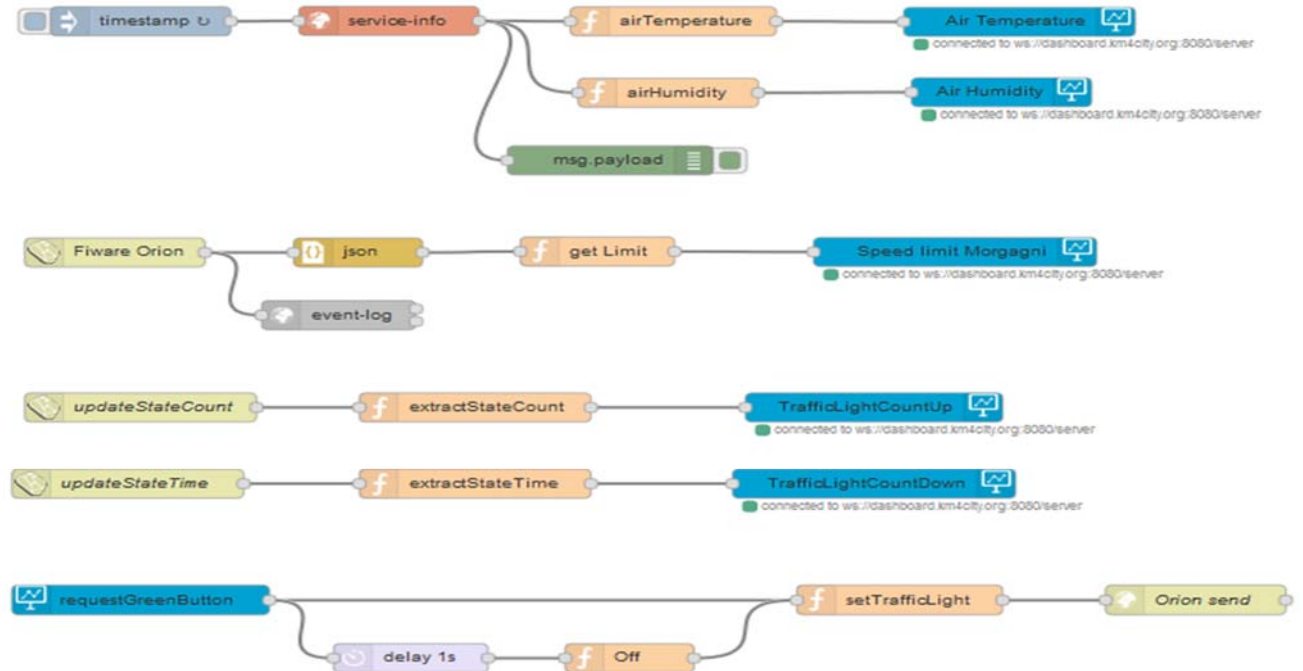 timestamp ↻
service-info
airTemperature
Air Temperature
connected to ws://dashboard.km4city.org:8080/server
airHumidity
Air Humidity
connected to ws://dashboard.km4city.org:8080/server
msg.payload
Fiware Orion
json
get Limit
Speed limit Morgagni
connected to ws://dashboard.km4city.org:8080/server
event-log
updateStateCount
extractStateCount
TrafficLightCountUp
connected to ws://dashboard.km4city.org:8080/server
updateStateTime
extractStateTime
TrafficLightCountDown
connected to ws://dashboard.km4city.org:8080/server
requestGreenButton
setTrafficLight
Orion send
delay 1s
Off